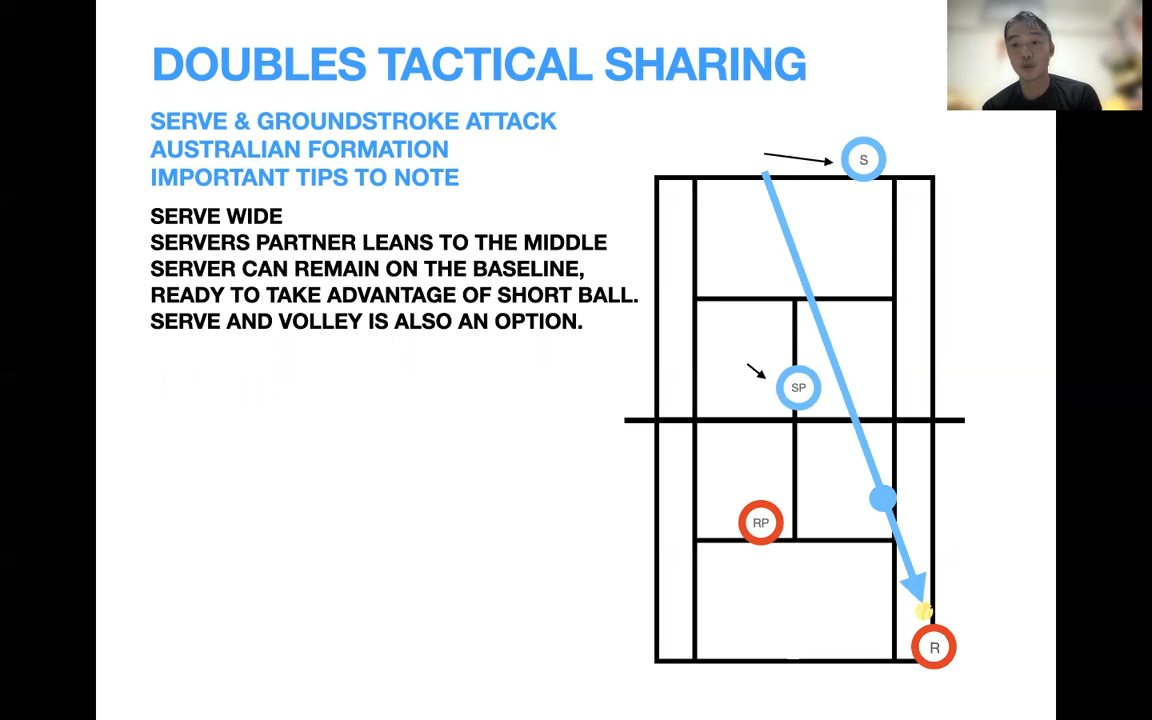 DOUBLES TACTICAL SHARING
SERVE & GROUNDSTROKE ATTACK
AUSTRALIAN FORMATION
IMPORTANT TIPS TO NOTE
SERVE WIDE
SERVERS PARTNER LEANS TO THE MIDDLE
SERVER CAN REMAIN ON THE BASELINE,
READY TO TAKE ADVANTAGE OF SHORT BALL.
SERVE AND VOLLEY IS ALSO AN OPTION.
S
SP
RP
R